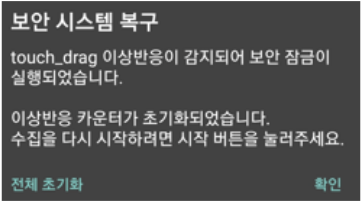 보안 시스템 복구
touch_drag 이상반응이 감지되어 보안 잠금이
실행되었습니다.
이상반응 카운터가 초기화되었습니다.
수집을 다시 시작하려면 시작 버튼을 눌러주세요.
전체 초기화
확인